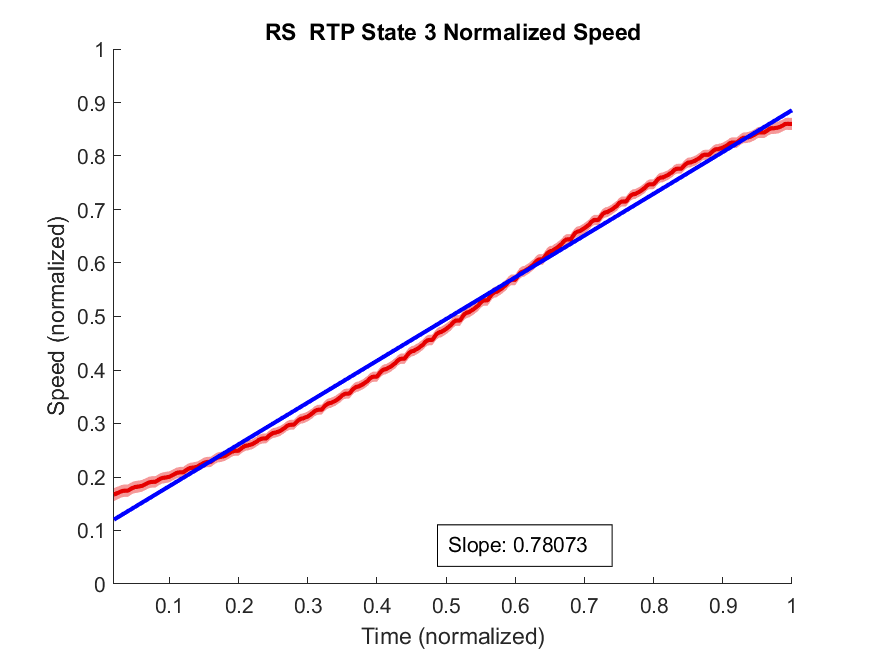 RS  RTP State 3 Normalized Speed
1
0.9
0.8
0.7
0.6
0.5
0.4
0.3
0.2
0.1
0
Speed (normalized)
Slope: 0.78073
0.1 0.2 0.3 0.4 0.5 0.6 0.7 0.8 0.9 1
Time (normalized)